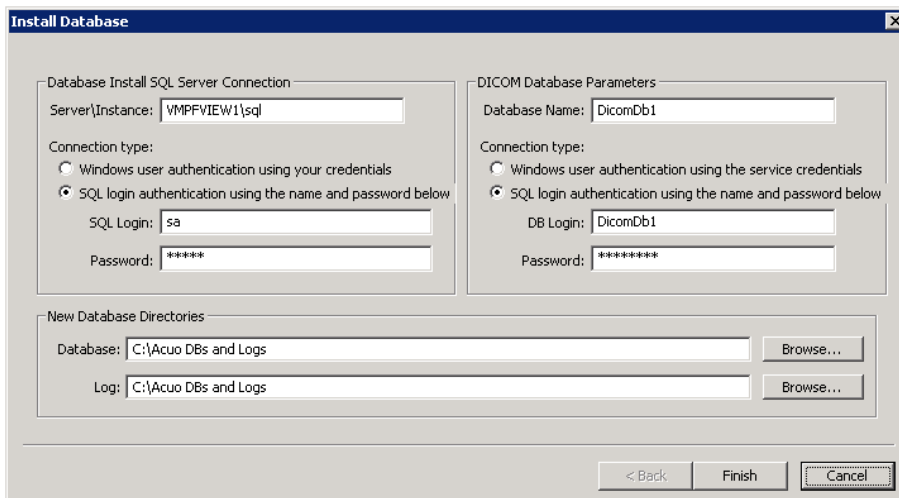 Install Database
Database Install SQL Server Connection
Server\Instance: VMPFVIEW1\sql
Connection type:
Windows user authentication using your credentials
SQL login authentication using the name and password below
SQL Login: sa
Password: *****
DICOM Database Parameters
Database Name: DicomDb1
Connection type:
Windows user authentication using the service credentials
SQL login authentication using the name and password below
DB Login: DicomDb1
Password: ********
New Database Directories
Database: C:\Acuo DBs and Logs Browse...
Log: C:\Acuo DBs and Logs Browse...
< Back Finish Cancel